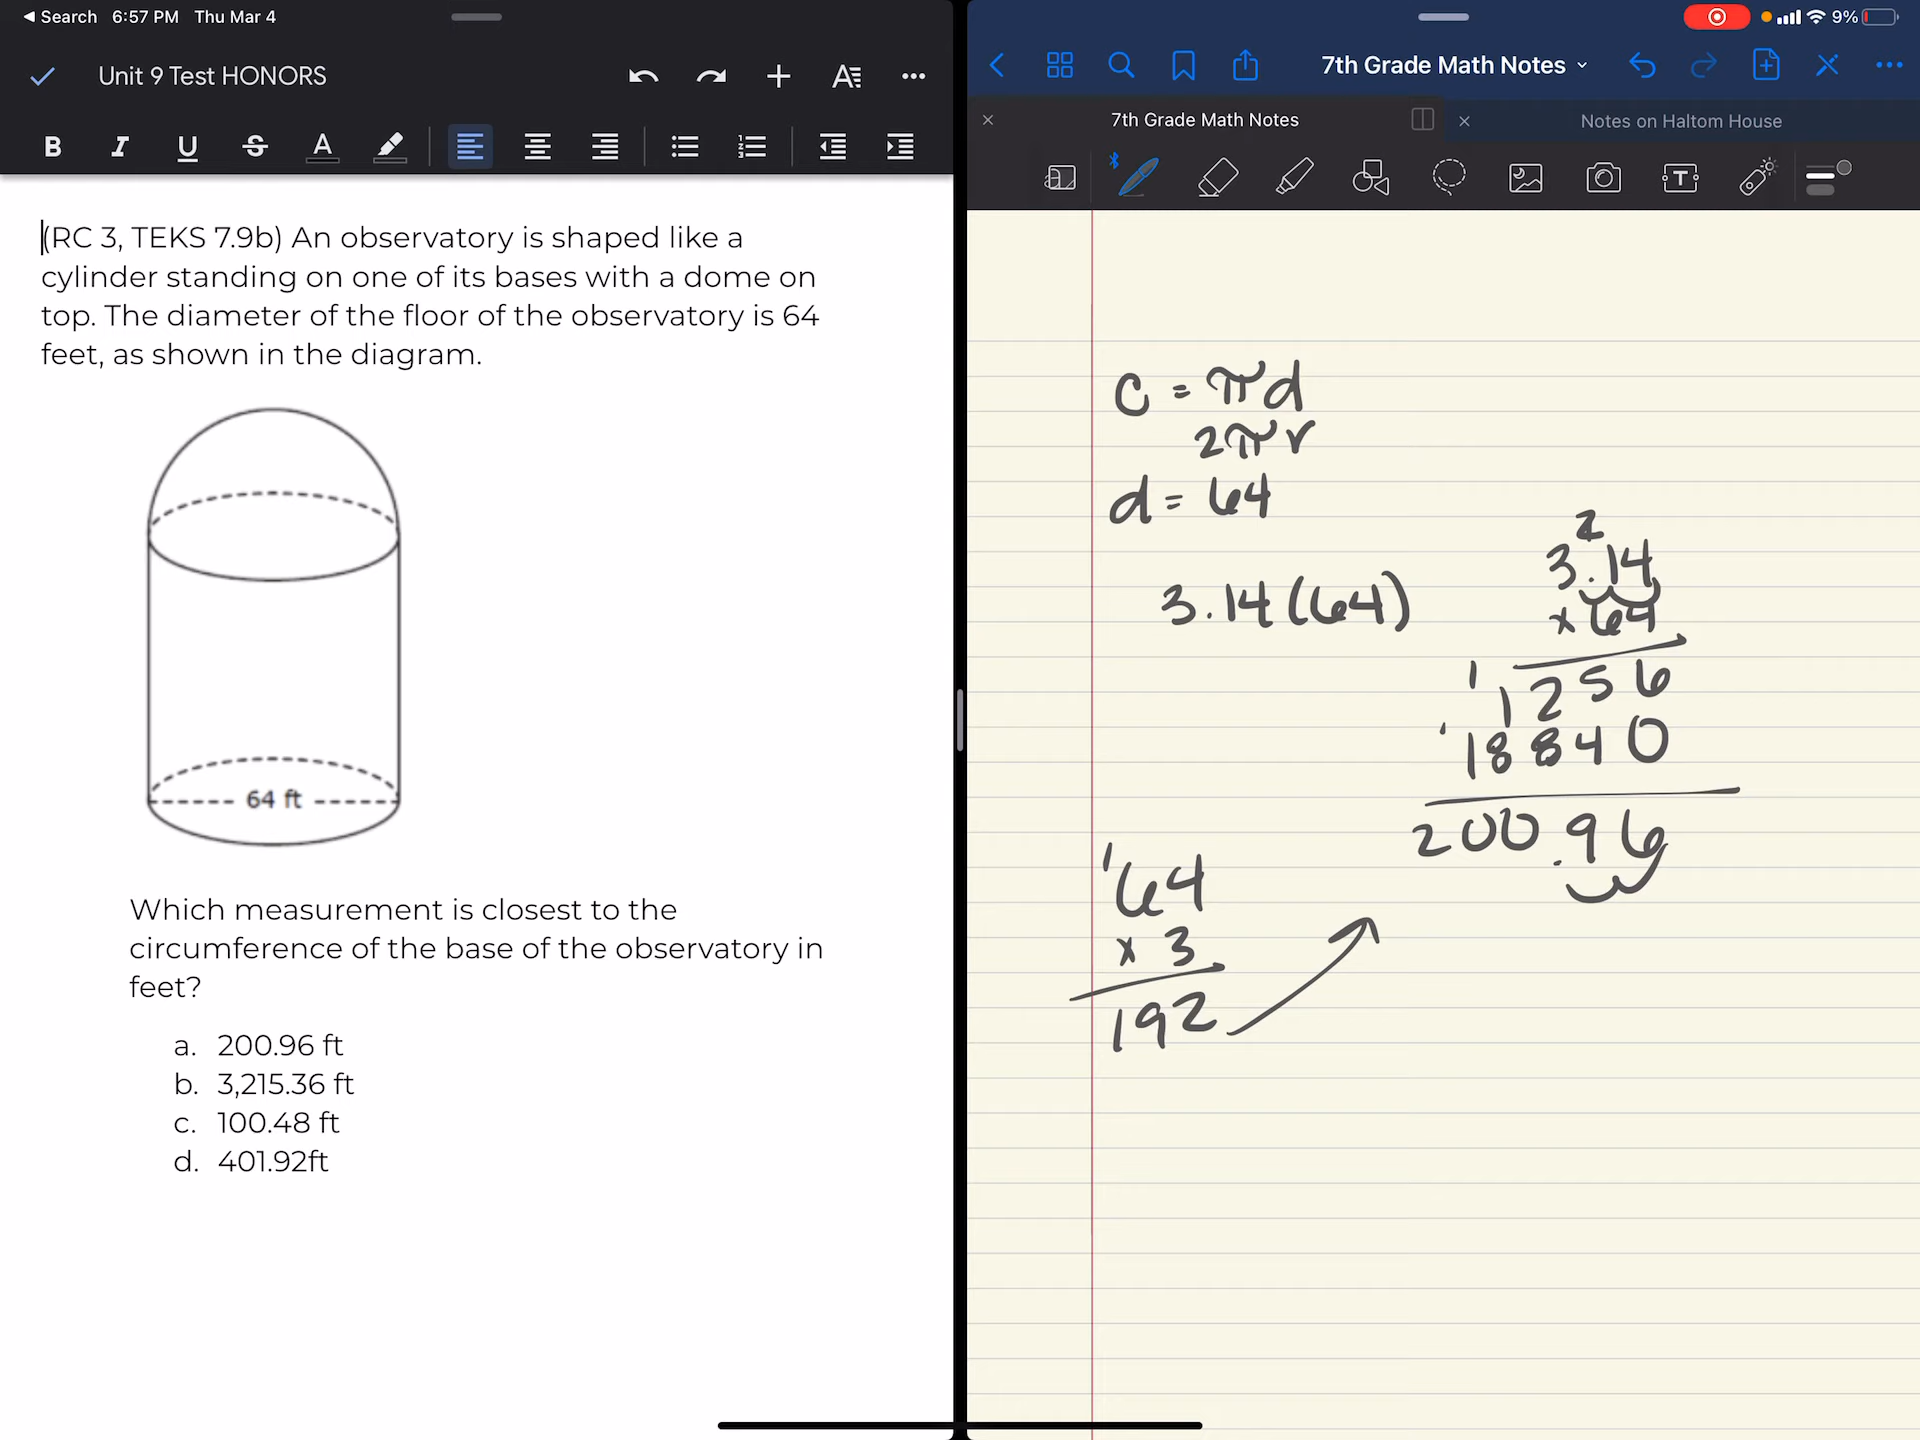 Search 6:57 PM Thu Mar 4
Unit 9 Test HONORS
B I U S A
(RC 3, TEKS 7.9b) An observatory is shaped like a
cylinder standing on one of its bases with a dome on
top. The diameter of the floor of the observatory is 64
feet, as shown in the diagram.
64 ft
Which measurement is closest to the
circumference of the base of the observatory in
feet?
a. 200.96 ft
b. 3,215.36 ft
c. 100.48 ft
d. 401.92ft
9%
7th Grade Math Notes
7th Grade Math Notes
Notes on Haltom House
C = πd
2πr
d = 64
3.14(64)
2
3.14
x 64
1
1256
1
18840
200.96
1
64
x 3
192